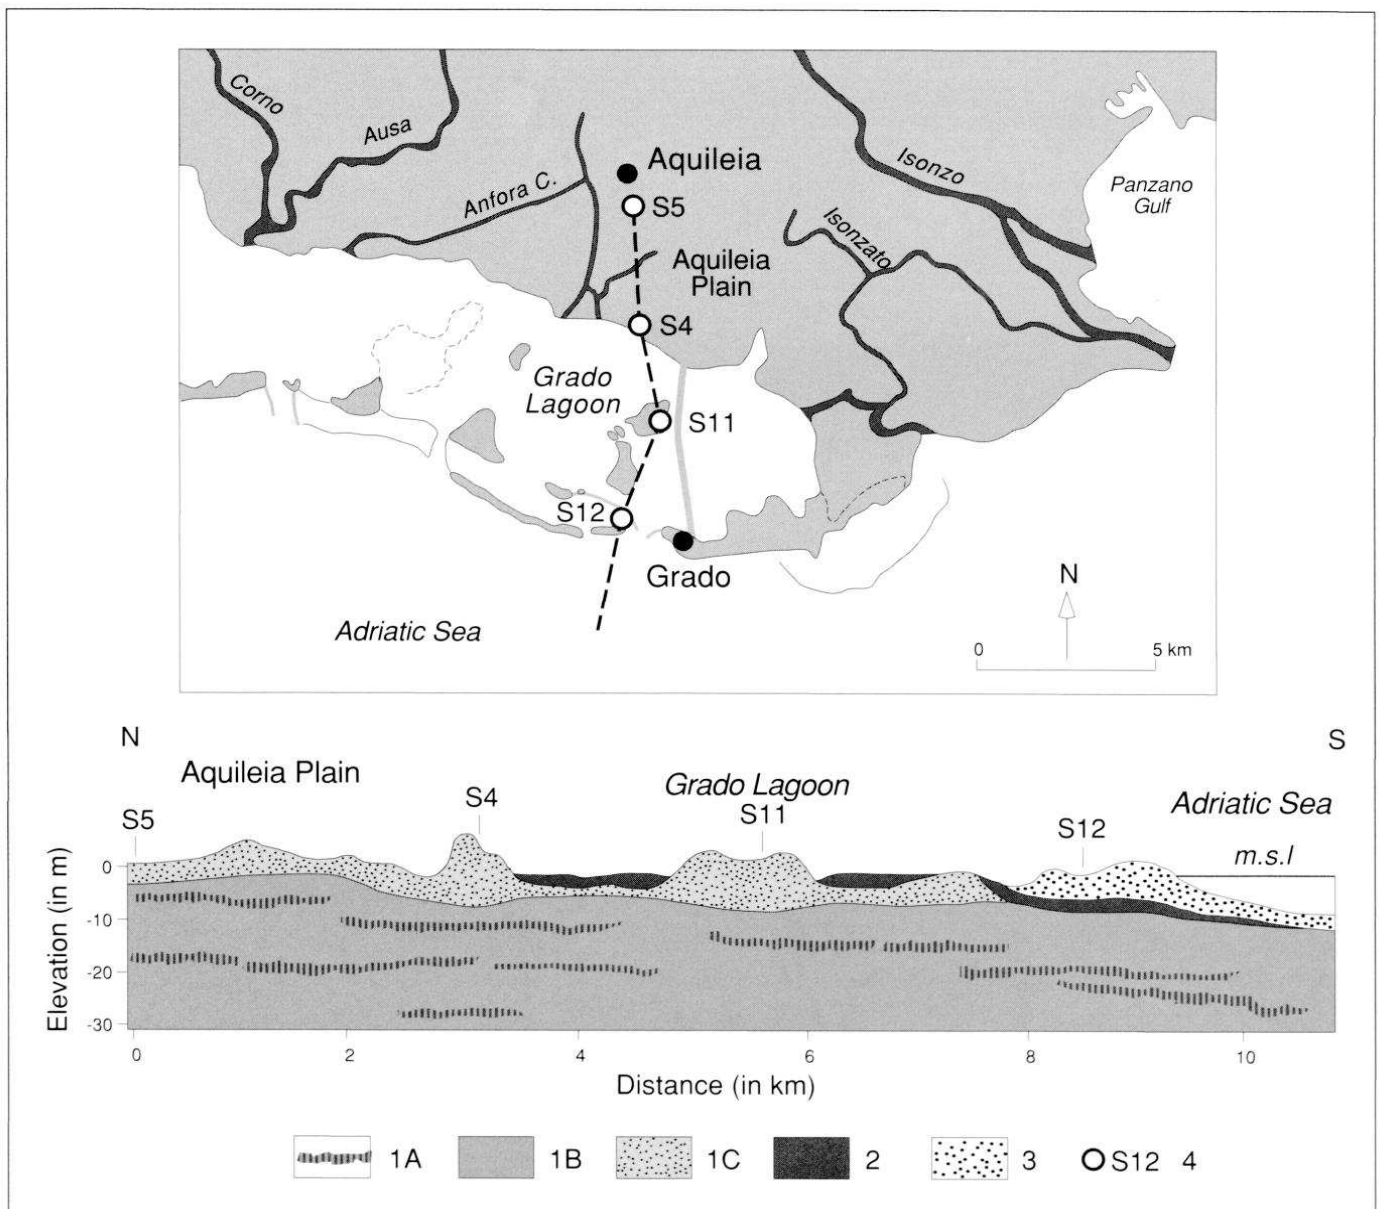 Corno
Ausa
Anfora C.
Aquileia
S5
Aquileia
Plain
S4
Isonzo
Isonzato
Panzano
Gulf
Grado
Lagoon
S11
S12
Grado
Adriatic Sea
N
0 5 km
N S
Aquileia Plain
Grado Lagoon
Adriatic Sea
S5
S4
S11
S12
m.s.l
Elevation (in m)
0
-10
-20
-30
0 2 4 6 8 10
Distance (in km)
1A 1B 1C 2 3 S12 4